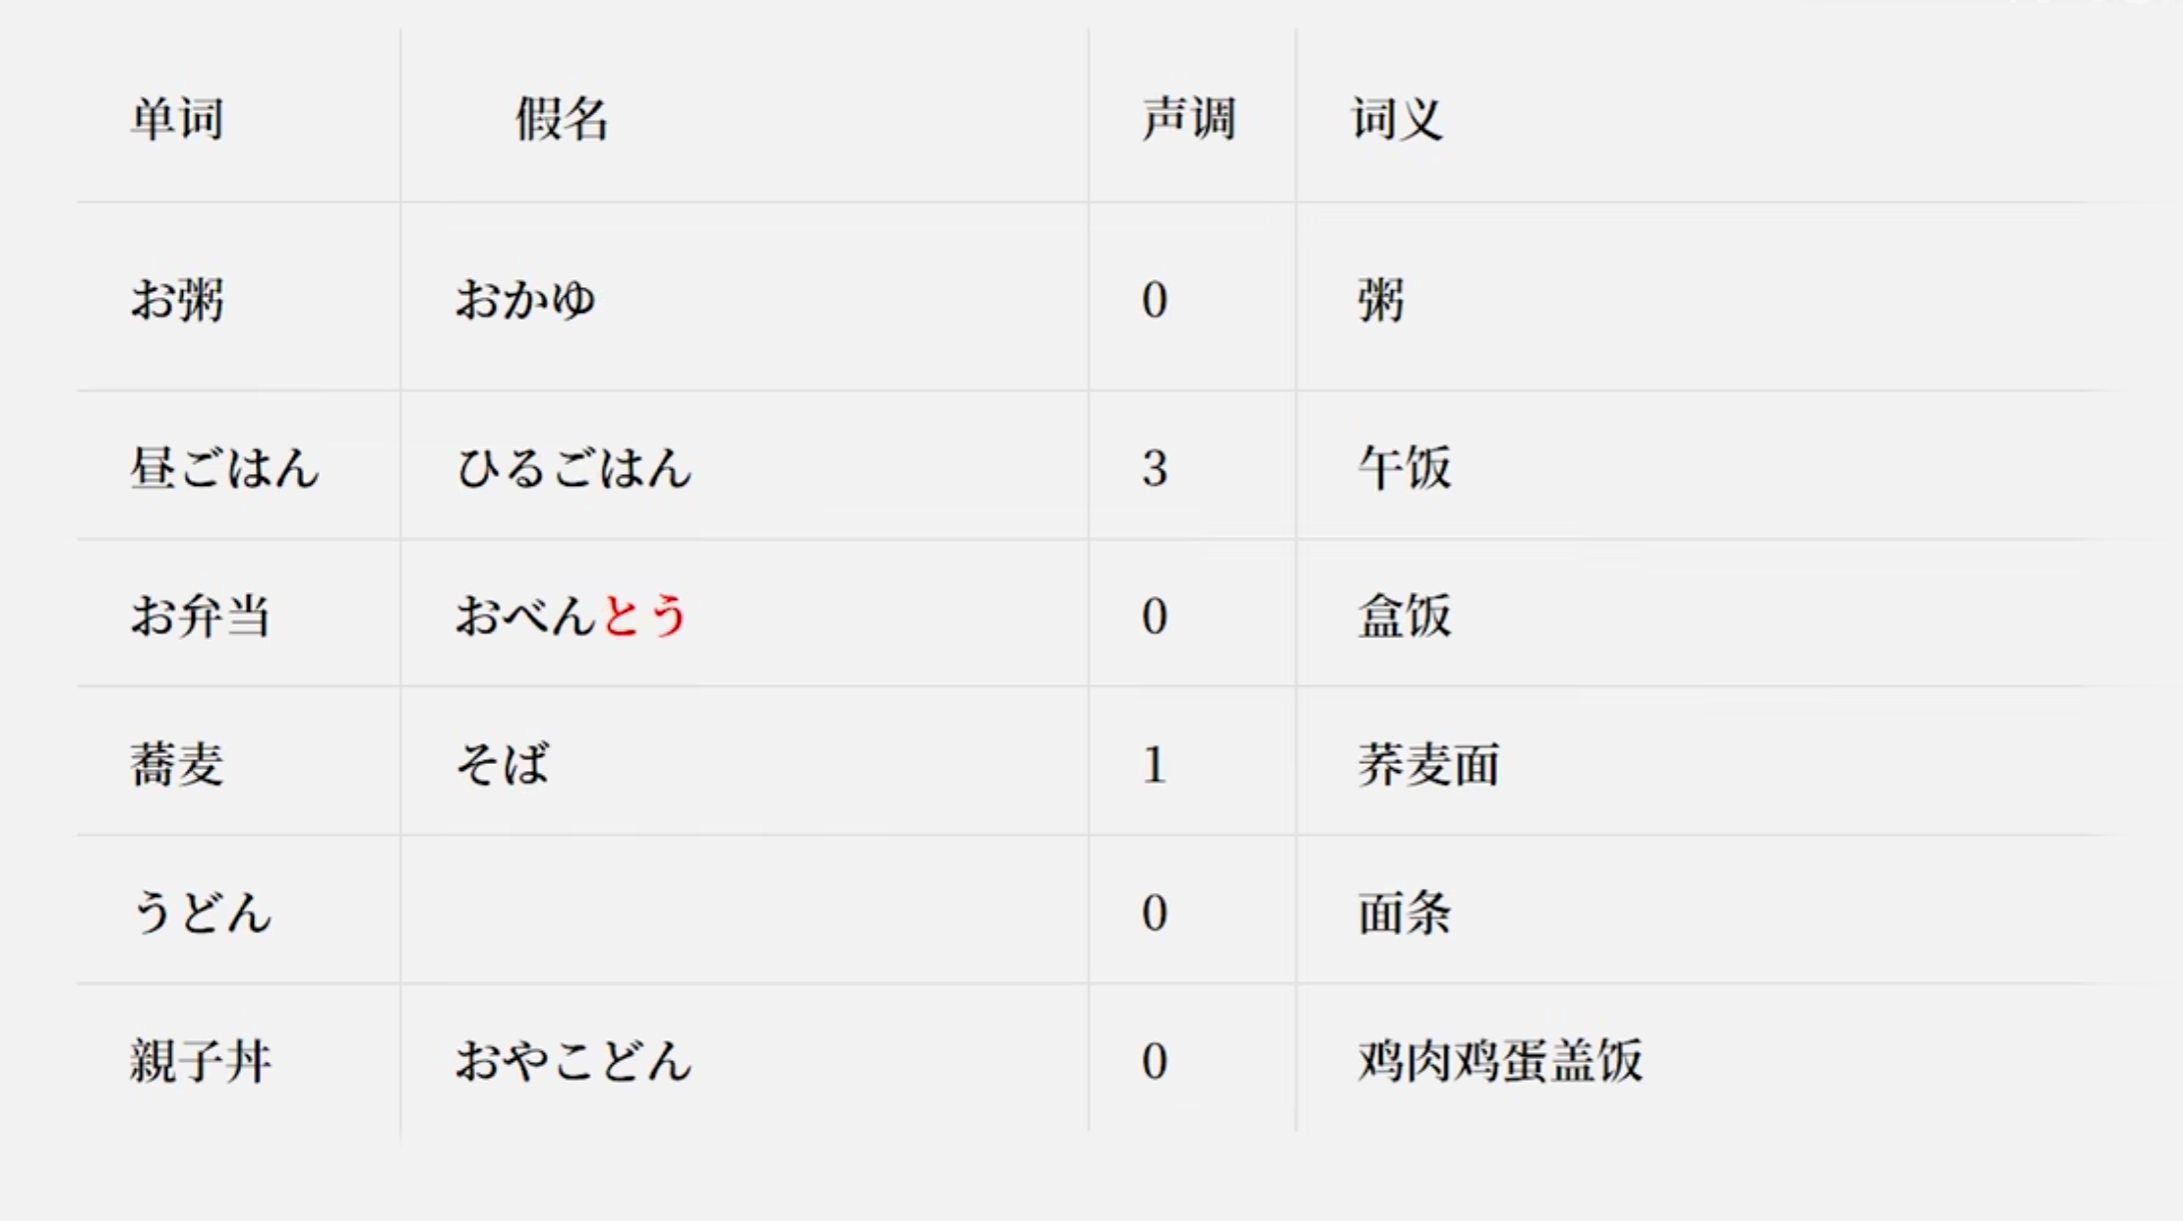 单词 假名 声调 词义
お粥 おかゆ 0 粥
昼ごはん ひるごはん 3 午饭
お弁当 おべんとう 0 盒饭
蕎麦 そば 1 荞麦面
うどん 0 面条
親子丼 おやこどん 0 鸡肉鸡蛋盖饭